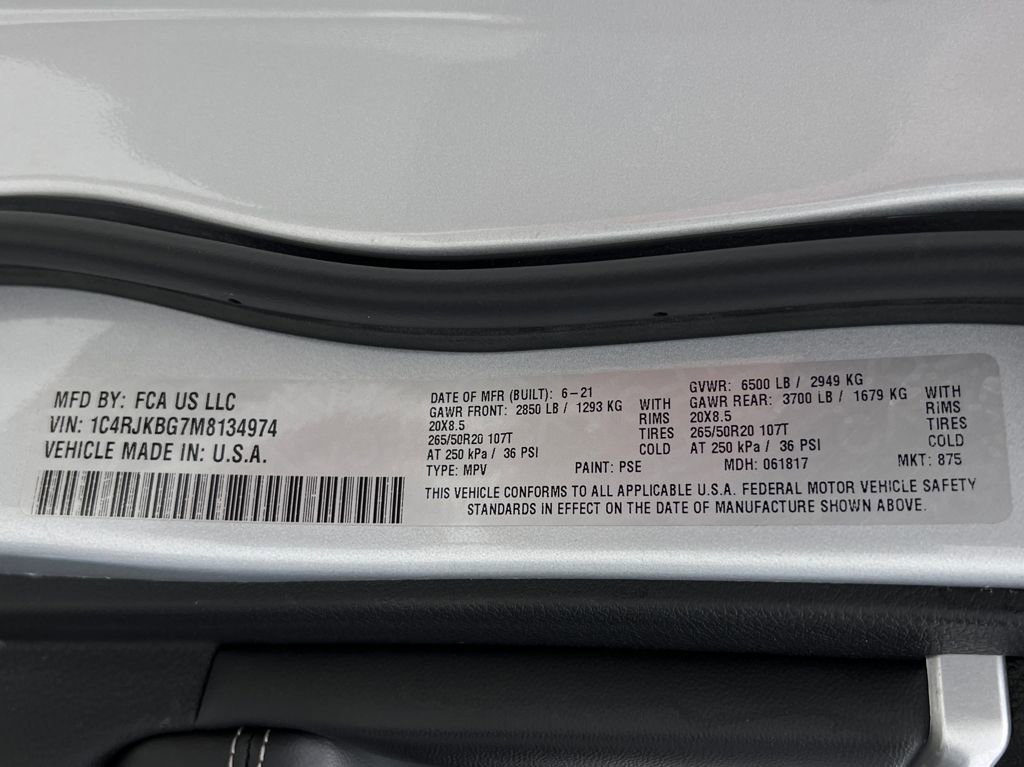 MFD BY: FCA US LLC
VIN: 1C4RJKBG7M8134974
VEHICLE MADE IN: U.S.A.
DATE OF MFR (BUILT): 6-21
GAWR FRONT: 2850 LB / 1293 KG WITH
20X8.5 RIMS
265/50R20 107T TIRES
AT 250 kPa / 36 PSI COLD
TYPE: MPV PAINT: PSE
GVWR: 6500 LB / 2949 KG
GAWR REAR: 3700 LB / 1679 KG WITH
20X8.5 RIMS
265/50R20 107T TIRES
AT 250 kPa / 36 PSI COLD
MDH: 061817 MKT: 875
THIS VEHICLE CONFORMS TO ALL APPLICABLE U.S.A. FEDERAL MOTOR VEHICLE SAFETY
STANDARDS IN EFFECT ON THE DATE OF MANUFACTURE SHOWN ABOVE.